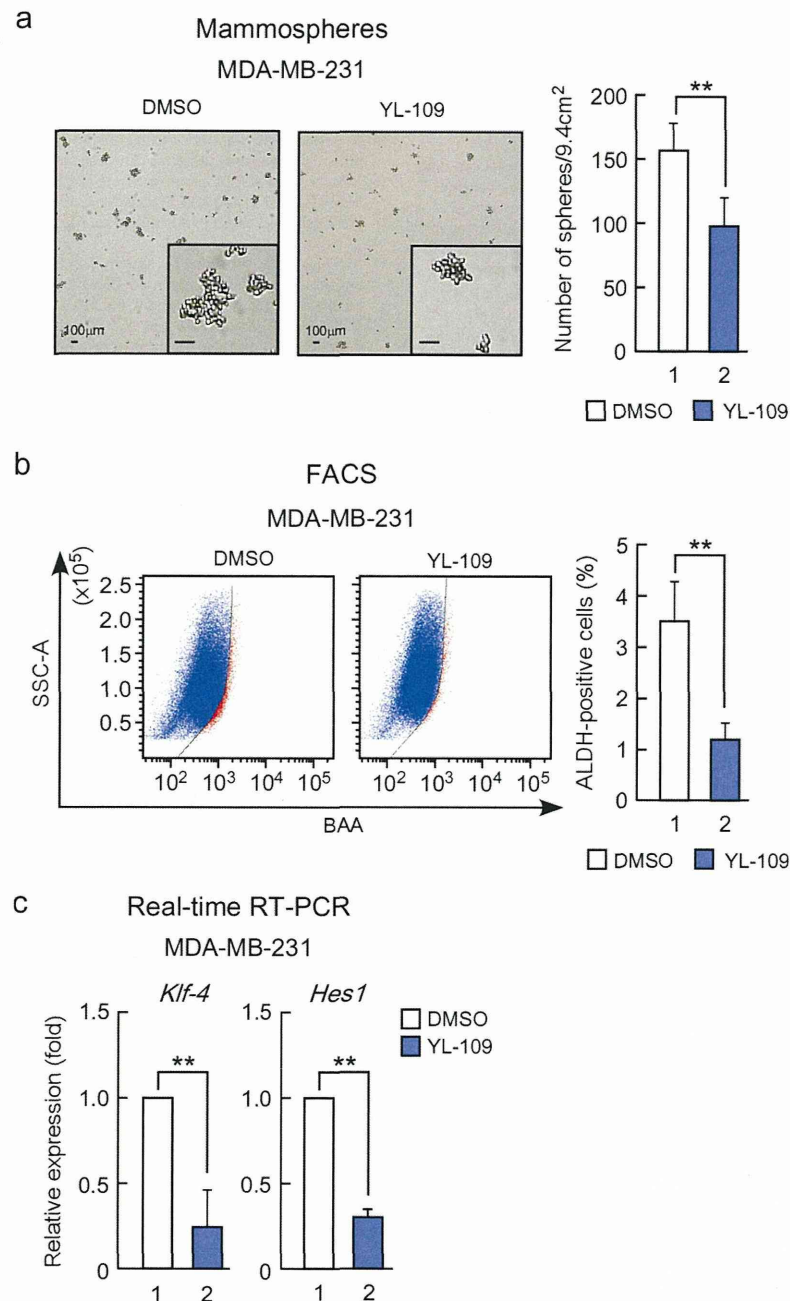 a
Mammospheres
MDA-MB-231
DMSO
YL-109
100μm
100μm
Number of spheres/9.4cm²
200
150
100
50
0
**
1 2
DMSO YL-109
b
FACS
MDA-MB-231
DMSO
YL-109
SSC-A
(x10⁵)
2.5
2.0
1.5
1.0
0.5
10² 10³ 10⁴ 10⁵
10² 10³ 10⁴ 10⁵
BAA
ALDH-positive cells (%)
5
4
3
2
1
0
**
1 2
DMSO YL-109
c
Real-time RT-PCR
MDA-MB-231
Klf-4
Hes1
Relative expression (fold)
1.5
1.0
0.5
0
**
1 2
1.5
1.0
0.5
0
**
1 2
DMSO
YL-109